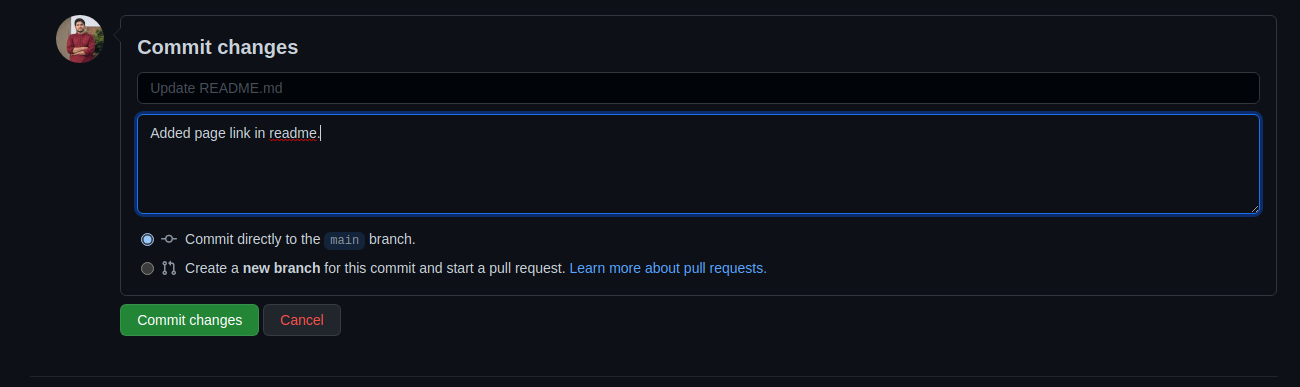 Commit changes
Update README.md
Added page link in readme.
Commit directly to the main branch.
Create a new branch for this commit and start a pull request. Learn more about pull requests.
Commit changes Cancel